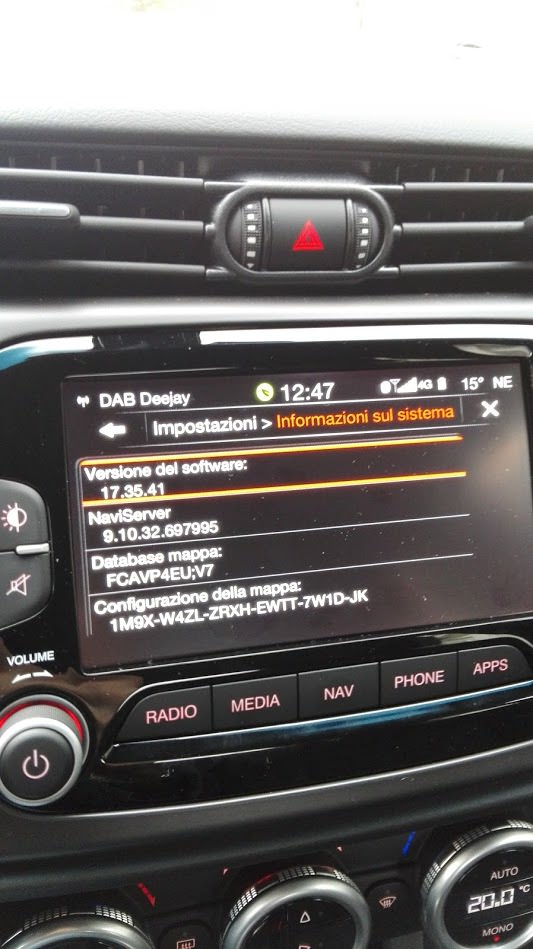 DAB Deejay 12:47 4G 15° NE
Impostazioni > Informazioni sul sistema
Versione del software:
17.35.41
NaviServer
9.10.32.697995
Database mappa:
FCAVP4EU;V7
Configurazione della mappa:
1M9X-W4ZL-ZRXH-EWTT-7W1D-JK
VOLUME
RADIO MEDIA NAV PHONE APPS
AUTO
20.0 °C
MONO